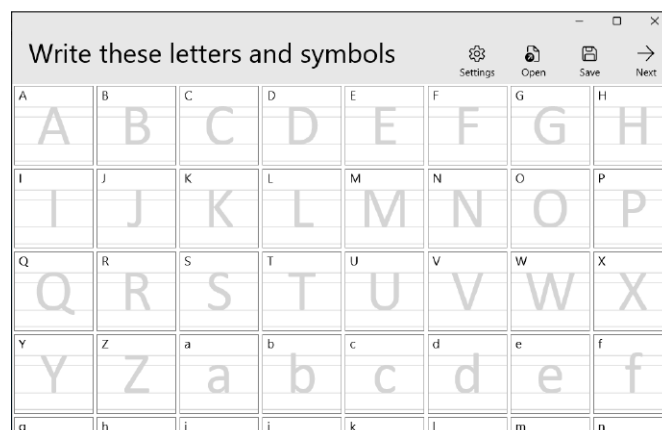 Write these letters and symbols
Settings Open Save Next
A B C D E F G H
A B C D E F G H
I J K L M N O P
I J K L M N O P
Q R S T U V W X
Q R S T U V W X
Y Z a b c d e f
Y Z a b c d e f
g h i j k l m n